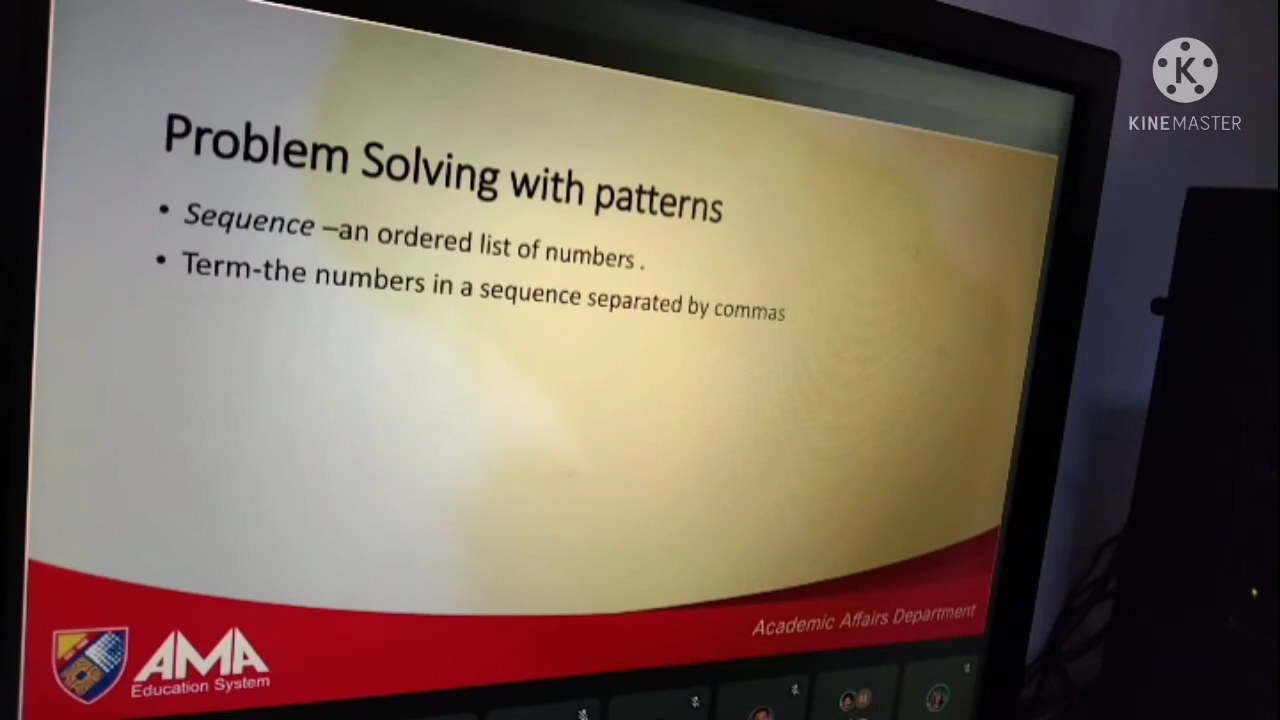 Problem Solving with patterns
• Sequence –an ordered list of numbers .
• Term-the numbers in a sequence separated by commas
Academic Affairs Department
AMA
Education System
K
KINEMASTER